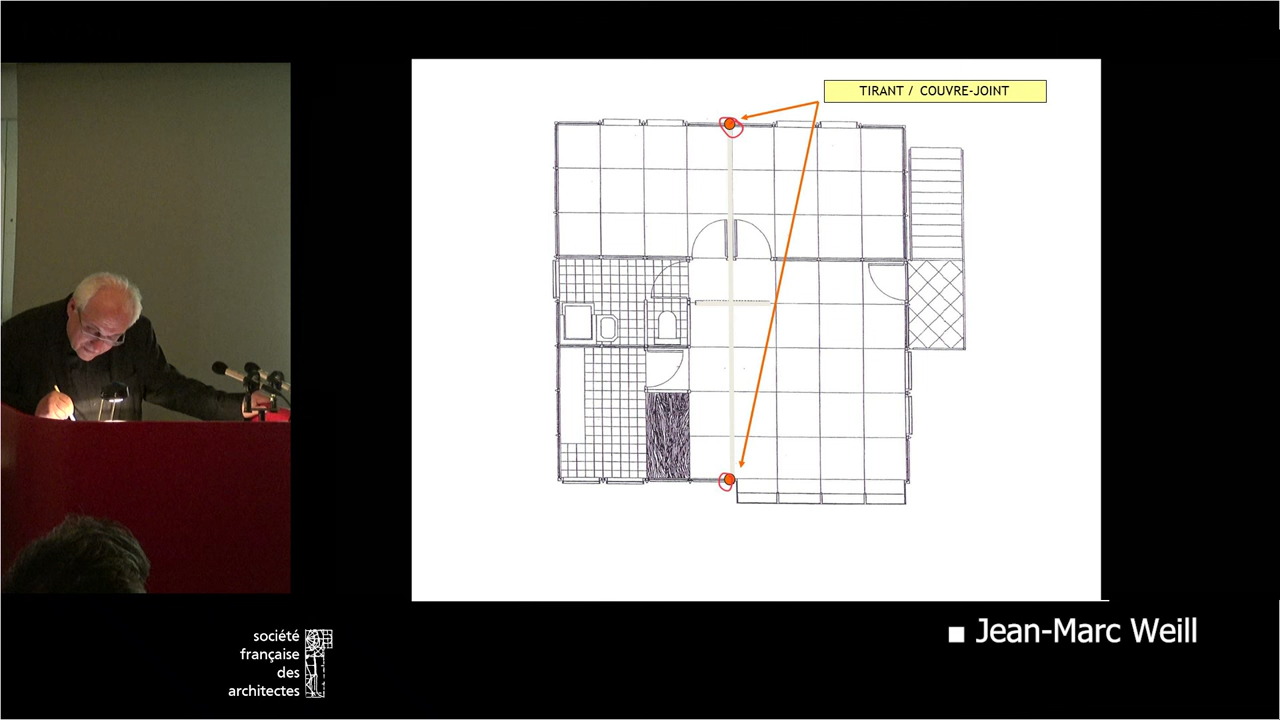 TIRANT / COUVRE-JOINT
Jean-Marc Weill
société
française
des
architectes